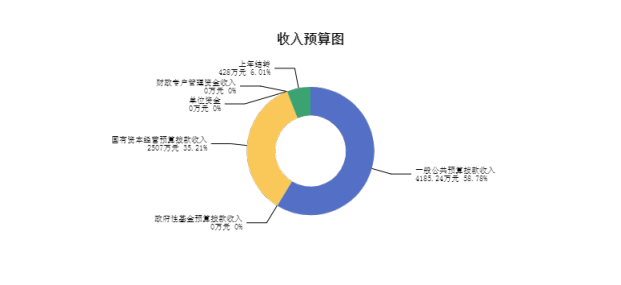 收入预算图
上年结转
428万元 6.01%
财政专户管理资金收入
0万元 0%
单位资金
0万元 0%
国有资本经营预算拨款收入
2507万元 35.21%
一般公共预算拨款收入
4185.24万元 58.78%
政府性基金预算拨款收入
0万元 0%